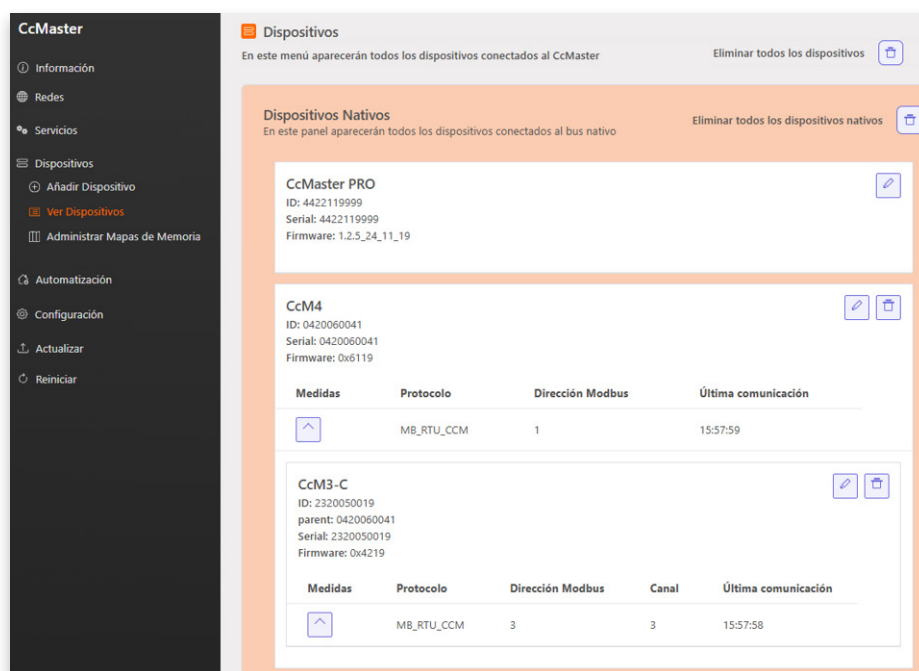 CcMaster
Información
Redes
Servicios
Dispositivos
Añadir Dispositivo
Ver Dispositivos
Administrar Mapas de Memoria
Automatización
Configuración
Actualizar
Reiniciar
Dispositivos
En este menú aparecerán todos los dispositivos conectados al CcMaster
Eliminar todos los dispositivos
Dispositivos Nativos
En este panel aparecerán todos los dispositivos conectados al bus nativo
Eliminar todos los dispositivos nativos
CcMaster PRO
ID: 4422119999
Serial: 4422119999
Firmware: 1.2.5_24_11_19
CcM4
ID: 0420060041
Serial: 0420060041
Firmware: 0x6119
Medidas Protocolo Dirección Modbus Última comunicación
MB_RTU_CCM 1 15:57:59
CcM3-C
ID: 2320050019
parent: 0420060041
Serial: 2320050019
Firmware: 0x4219
Medidas Protocolo Dirección Modbus Canal Última comunicación
MB_RTU_CCM 3 3 15:57:58